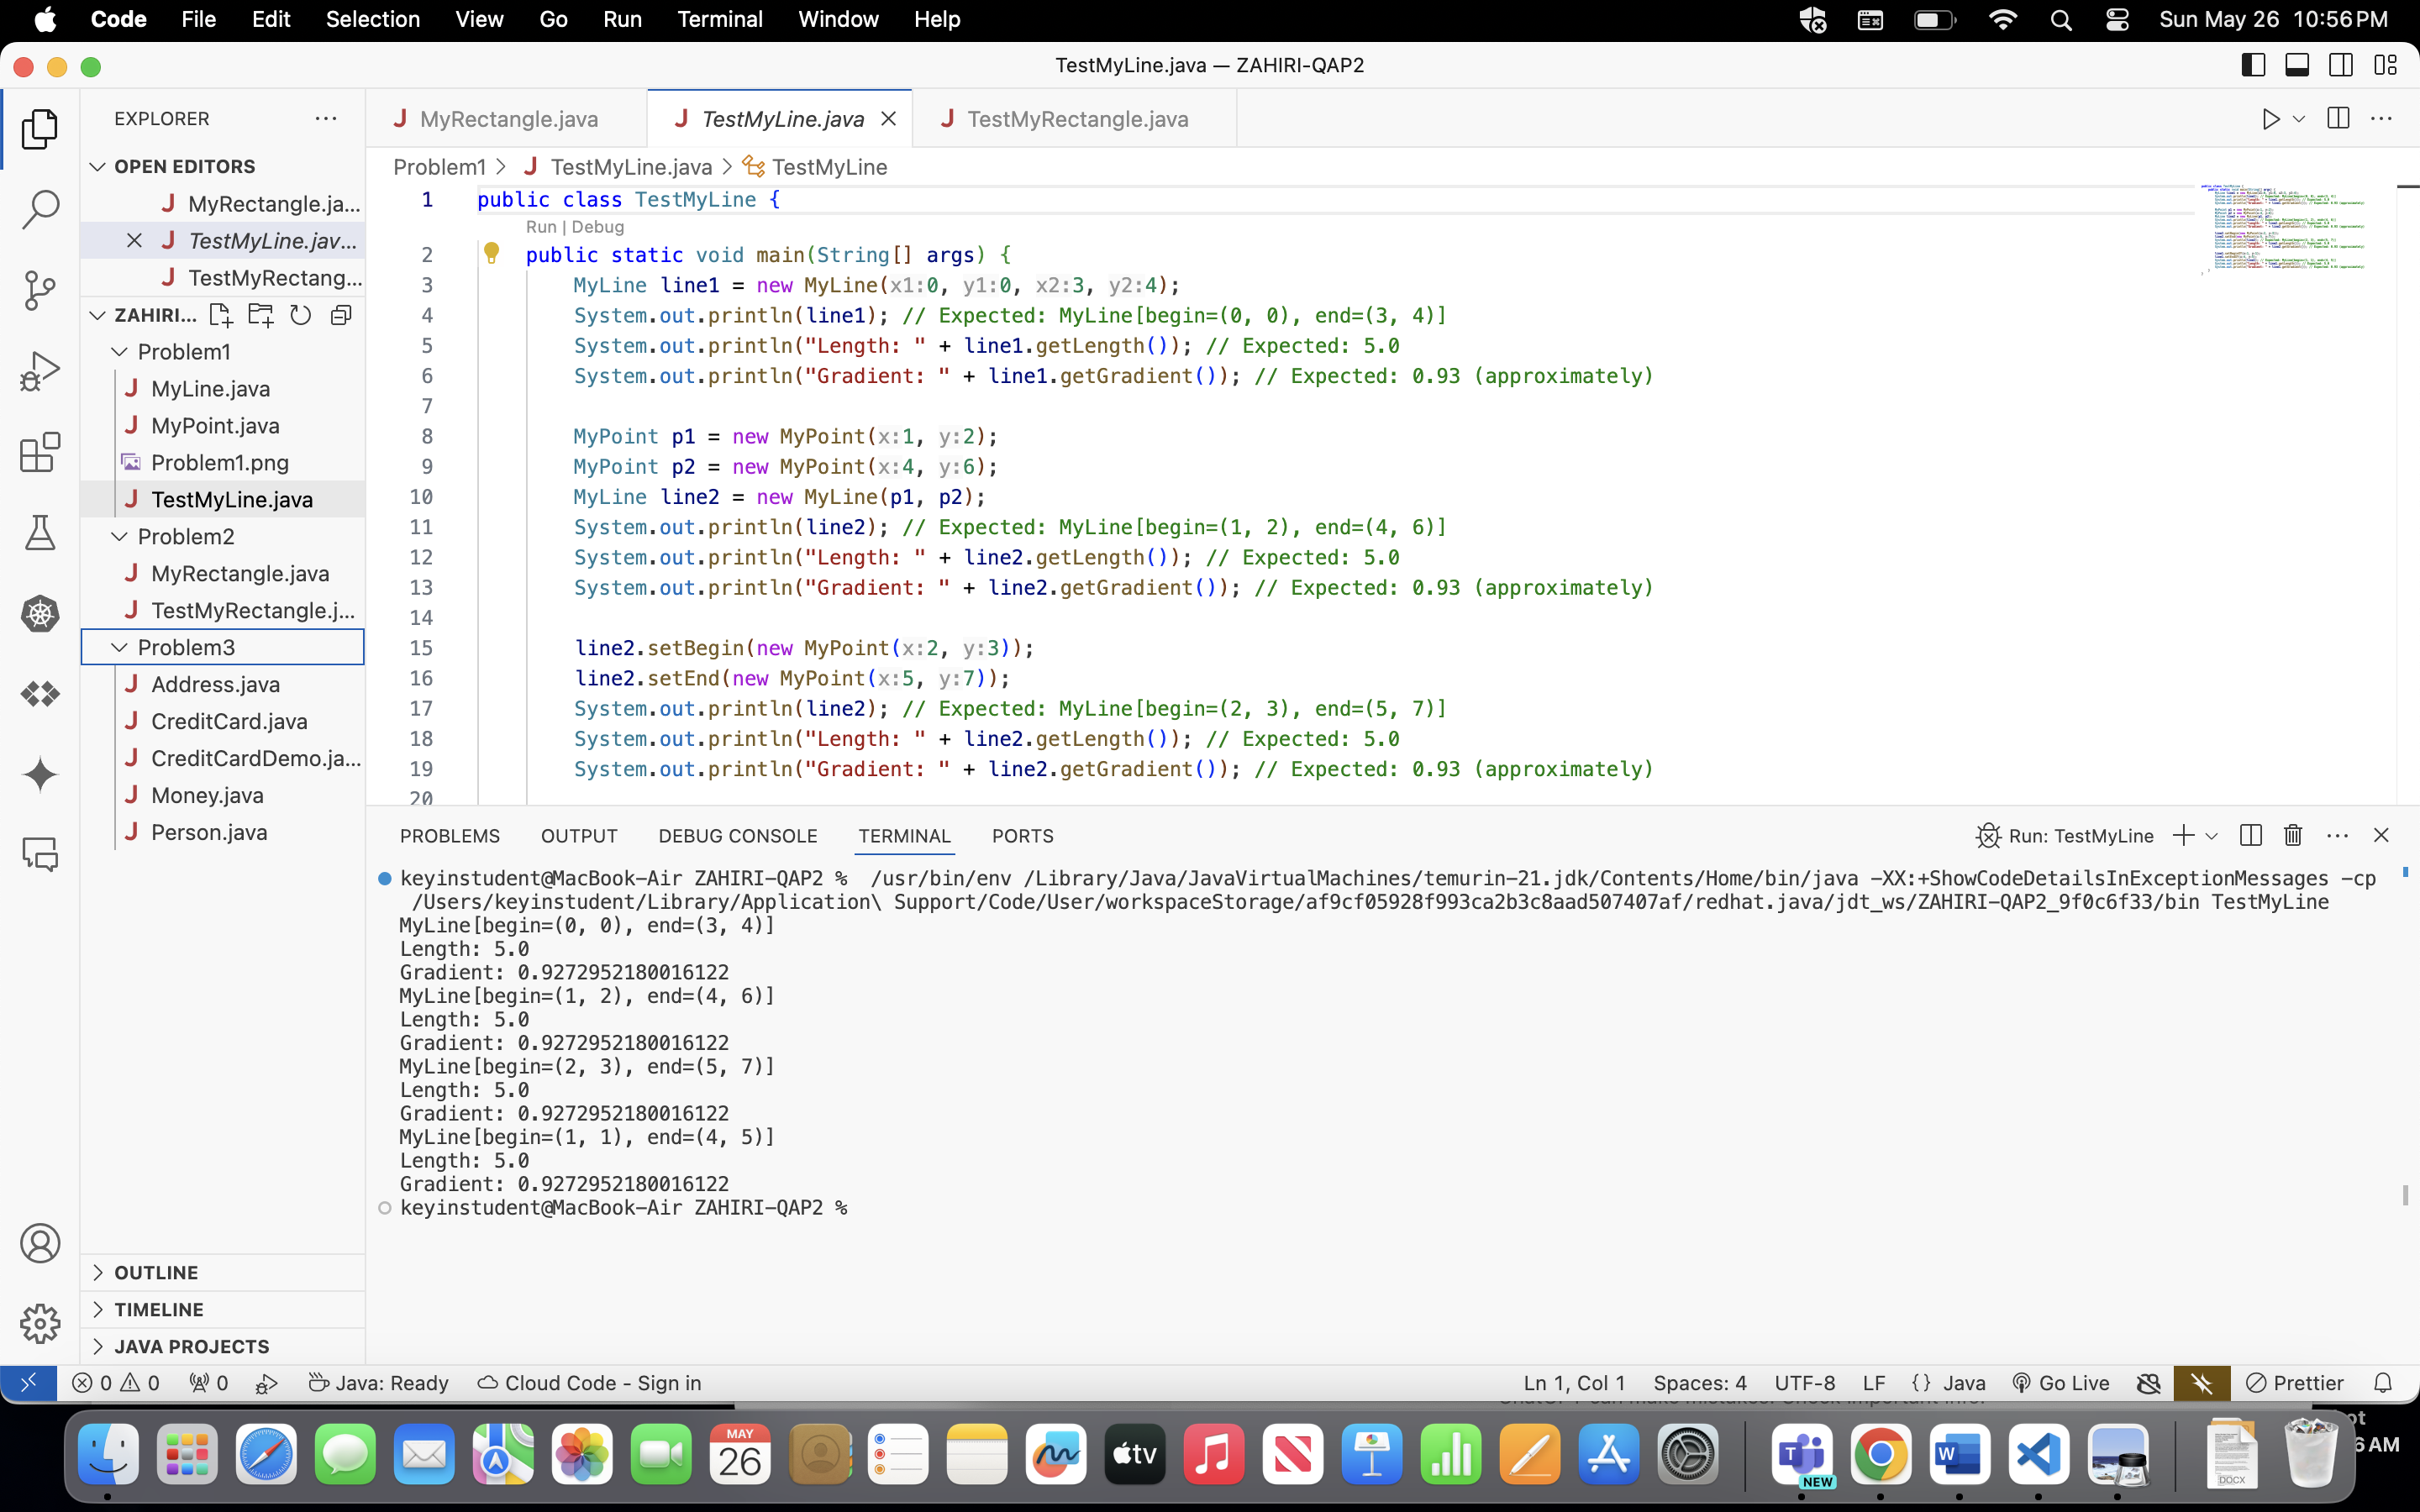 Code File Edit Selection View Go Run Terminal Window Help Sun May 26 10:56 PM
TestMyLine.java — ZAHIRI-QAP2
EXPLORER
OPEN EDITORS
MyRectangle.ja...
TestMyLine.jav...
TestMyRectang...
ZAHIRI...
Problem1
MyLine.java
MyPoint.java
Problem1.png
TestMyLine.java
Problem2
MyRectangle.java
TestMyRectangle.j...
Problem3
Address.java
CreditCard.java
CreditCardDemo.ja...
Money.java
Person.java
OUTLINE
TIMELINE
JAVA PROJECTS
MyRectangle.java TestMyLine.java TestMyRectangle.java
Problem1 > TestMyLine.java > TestMyLine
1 public class TestMyLine {
Run | Debug
2 public static void main(String[] args) {
3 MyLine line1 = new MyLine(x1:0, y1:0, x2:3, y2:4);
4 System.out.println(line1); // Expected: MyLine[begin=(0, 0), end=(3, 4)]
5 System.out.println("Length: " + line1.getLength()); // Expected: 5.0
6 System.out.println("Gradient: " + line1.getGradient()); // Expected: 0.93 (approximately)
7
8 MyPoint p1 = new MyPoint(x:1, y:2);
9 MyPoint p2 = new MyPoint(x:4, y:6);
10 MyLine line2 = new MyLine(p1, p2);
11 System.out.println(line2); // Expected: MyLine[begin=(1, 2), end=(4, 6)]
12 System.out.println("Length: " + line2.getLength()); // Expected: 5.0
13 System.out.println("Gradient: " + line2.getGradient()); // Expected: 0.93 (approximately)
14
15 line2.setBegin(new MyPoint(x:2, y:3));
16 line2.setEnd(new MyPoint(x:5, y:7));
17 System.out.println(line2); // Expected: MyLine[begin=(2, 3), end=(5, 7)]
18 System.out.println("Length: " + line2.getLength()); // Expected: 5.0
19 System.out.println("Gradient: " + line2.getGradient()); // Expected: 0.93 (approximately)
20
PROBLEMS OUTPUT DEBUG CONSOLE TERMINAL PORTS Run: TestMyLine
keyinstudent@MacBook-Air ZAHIRI-QAP2 % /usr/bin/env /Library/Java/JavaVirtualMachines/temurin-21.jdk/Contents/Home/bin/java -XX:+ShowCodeDetailsInExceptionMessages -cp
/Users/keyinstudent/Library/Application\ Support/Code/User/workspaceStorage/af9cf05928f993ca2b3c8aad507407af/redhat.java/jdt_ws/ZAHIRI-QAP2_9f0c6f33/bin TestMyLine
MyLine[begin=(0, 0), end=(3, 4)]
Length: 5.0
Gradient: 0.9272952180016122
MyLine[begin=(1, 2), end=(4, 6)]
Length: 5.0
Gradient: 0.9272952180016122
MyLine[begin=(2, 3), end=(5, 7)]
Length: 5.0
Gradient: 0.9272952180016122
MyLine[begin=(1, 1), end=(4, 5)]
Length: 5.0
Gradient: 0.9272952180016122
keyinstudent@MacBook-Air ZAHIRI-QAP2 %
0 0 0 Java: Ready Cloud Code - Sign in Ln 1, Col 1 Spaces: 4 UTF-8 LF {} Java Go Live Prettier
MAY
26
tv
T
NEW
W
DOCX
6 AM